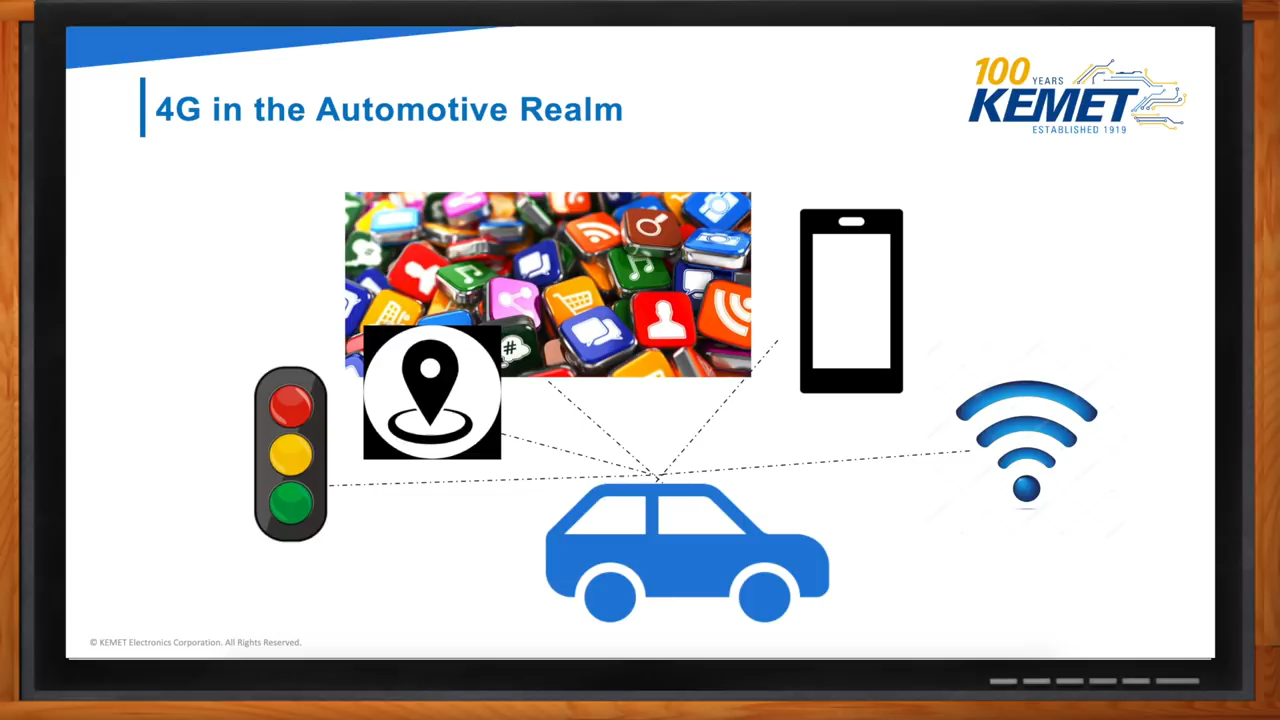 4G in the Automotive Realm
100 YEARS
KEMET
ESTABLISHED 1919
#
© KEMET Electronics Corporation. All Rights Reserved.